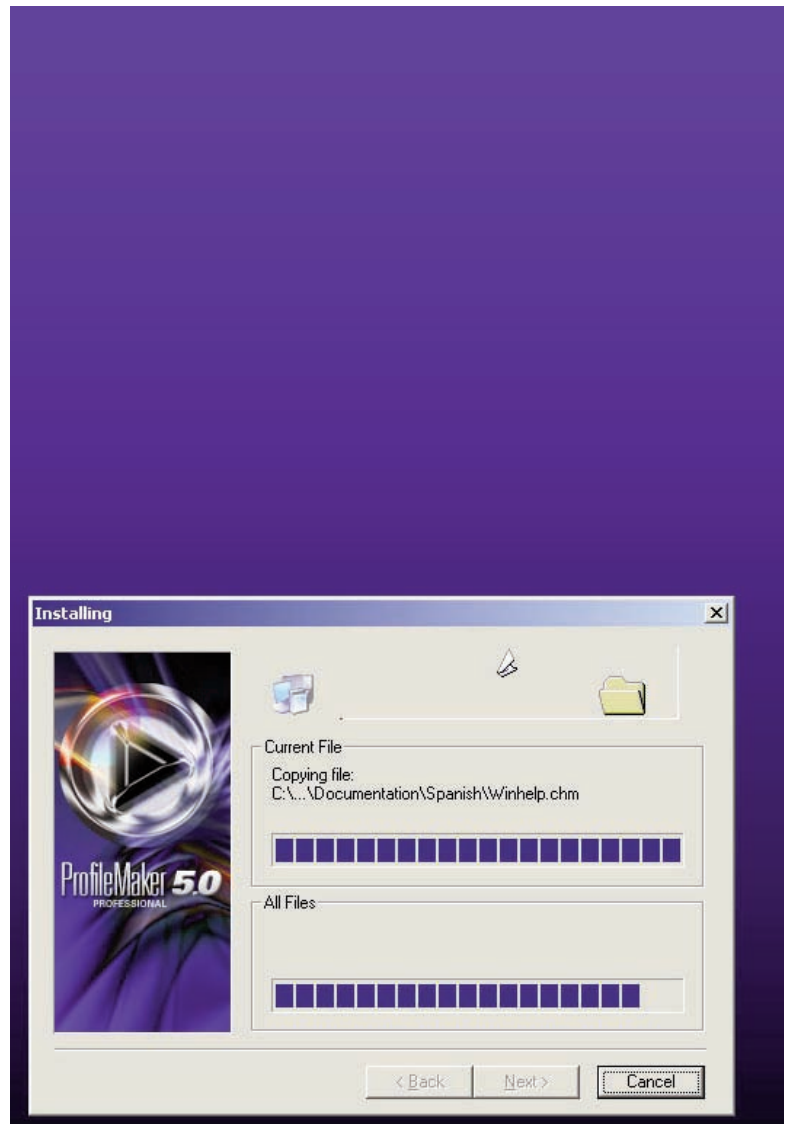 Installing
Current File
Copying file:
C:\...\Documentation\Spanish\Winhelp.chm
ProfileMaker 5.0
PROFESSIONAL
All Files
< Back
Next >
Cancel